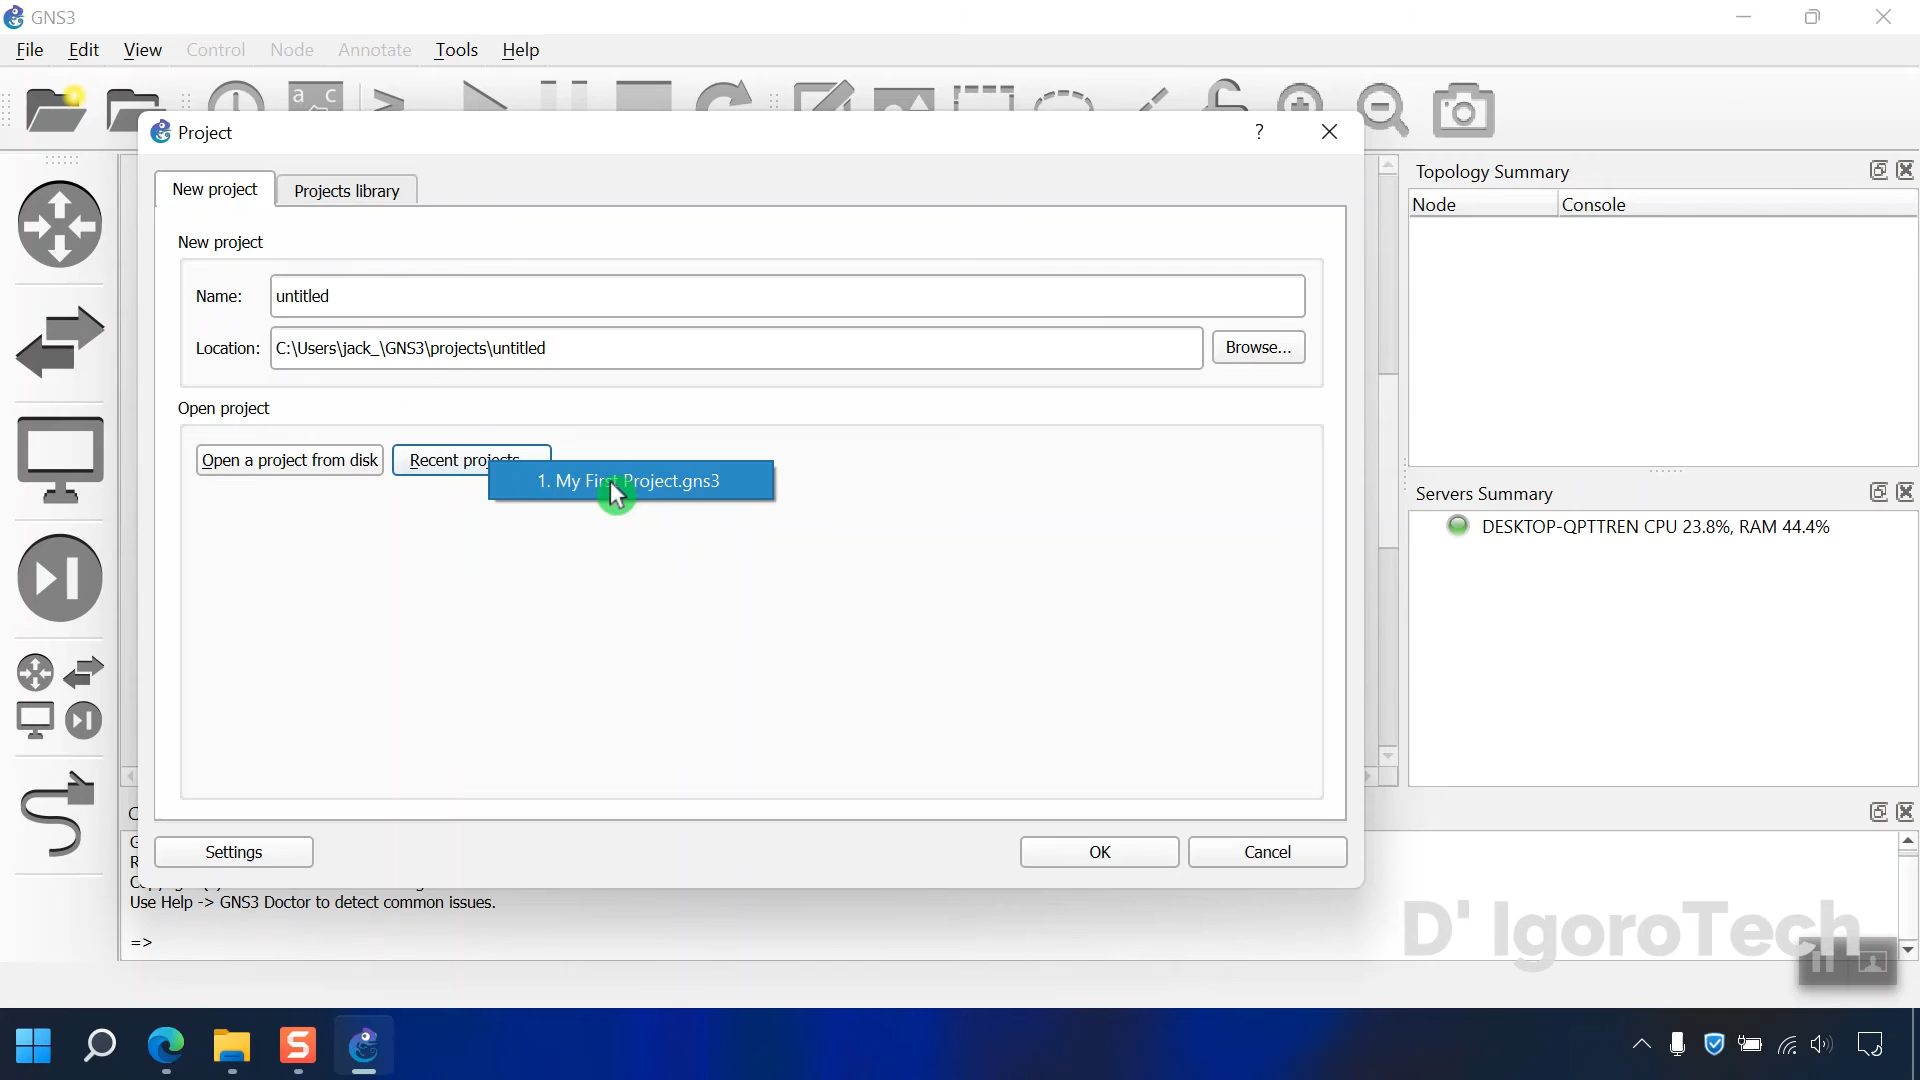 GNS3
File Edit View Control Node Annotate Tools Help
Project ?
New project Projects library
New project
Name: untitled
Location: C:\Users\jack_\GNS3\projects\untitled Browse...
Open project
Open a project from disk Recent projects
1. My First Project.gns3
Settings OK Cancel
Topology Summary
Node Console
Servers Summary
DESKTOP-QPTTREN CPU 23.8%, RAM 44.4%
Use Help -> GNS3 Doctor to detect common issues.
=>
D' IgoroTech